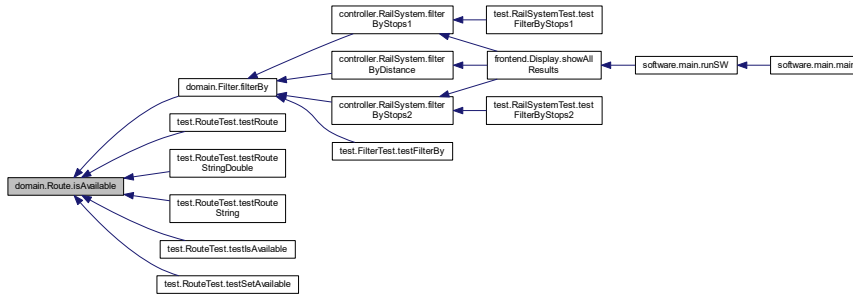 controller.RailSystem.filter
ByStops1
test.RailSystemTest.test
FilterByStops1
controller.RailSystem.filter
ByDistance
frontend.Display.showAll
Results
software.main.runSW
software.main.main
domain.Filter.filterBy
controller.RailSystem.filter
ByStops2
test.RailSystemTest.test
FilterByStops2
test.RouteTest.testRoute
test.FilterTest.testFilterBy
test.RouteTest.testRoute
StringDouble
domain.Route.isAvailable
test.RouteTest.testRoute
String
test.RouteTest.testIsAvailable
test.RouteTest.testSetAvailable